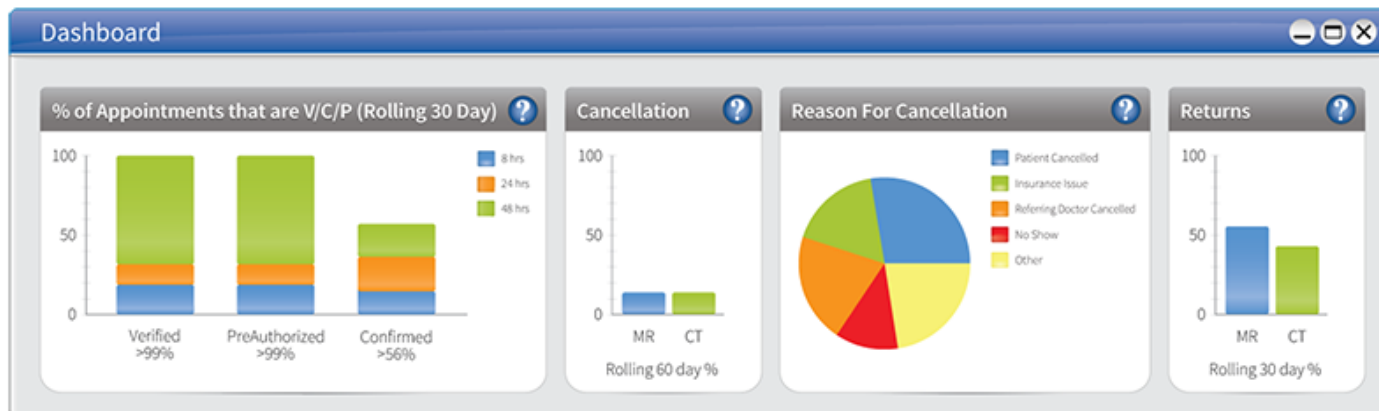 Dashboard
% of Appointments that are V/C/P (Rolling 30 Day) ?
100
50
0
8 hrs
24 hrs
48 hrs
Verified
>99%
PreAuthorized
>99%
Confirmed
>56%
Cancellation ?
100
50
0
MR CT
Rolling 60 day %
Reason For Cancellation ?
Patient Cancelled
Insurance Issue
Referring Doctor Cancelled
No Show
Other
Returns ?
100
50
0
MR CT
Rolling 30 day %